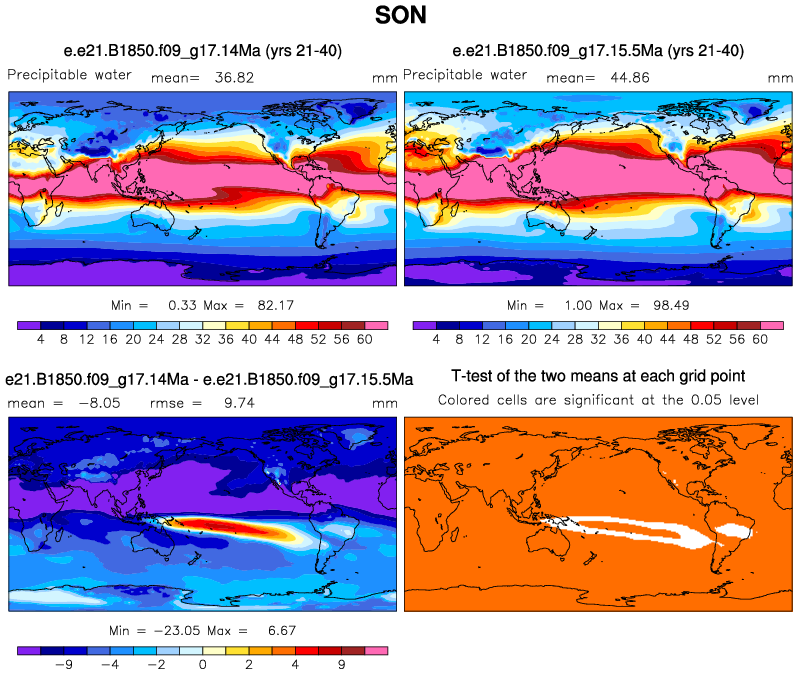 SON
e.e21.B1850.f09_g17.14Ma (yrs 21-40)
Precipitable water mean= 36.82 mm
Min = 0.33 Max = 82.17
4 8 12 16 20 24 28 32 36 40 44 48 52 56 60
e.e21.B1850.f09_g17.15.5Ma (yrs 21-40)
Precipitable water mean= 44.86 mm
Min = 1.00 Max = 98.49
4 8 12 16 20 24 28 32 36 40 44 48 52 56 60
e21.B1850.f09_g17.14Ma - e.e21.B1850.f09_g17.15.5Ma
mean = -8.05 rmse = 9.74 mm
Min = -23.05 Max = 6.67
-9 -4 -2 0 2 4 9
T-test of the two means at each grid point
Colored cells are significant at the 0.05 level